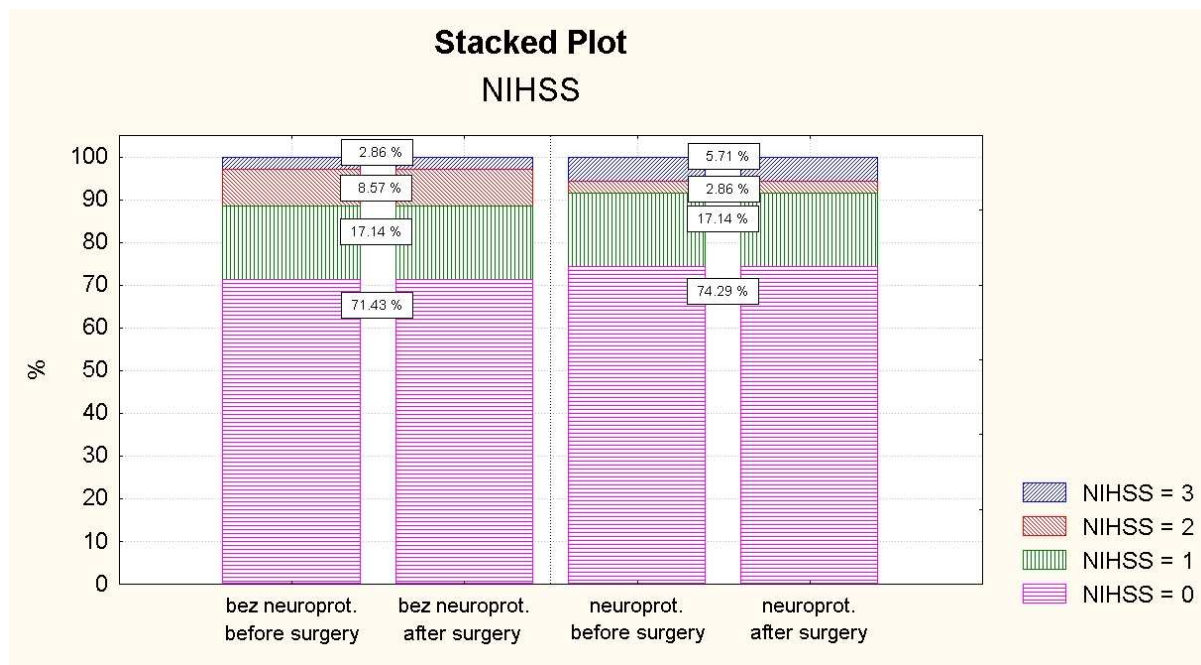 Stacked Plot
NIHSS
%
100
90
80
70
60
50
40
30
20
10
0
2.86 %
8.57 %
17.14 %
71.43 %
5.71 %
2.86 %
17.14 %
74.29 %
bez neuroprot.
before surgery
bez neuroprot.
after surgery
neuroprot.
before surgery
neuroprot.
after surgery
NIHSS = 3
NIHSS = 2
NIHSS = 1
NIHSS = 0